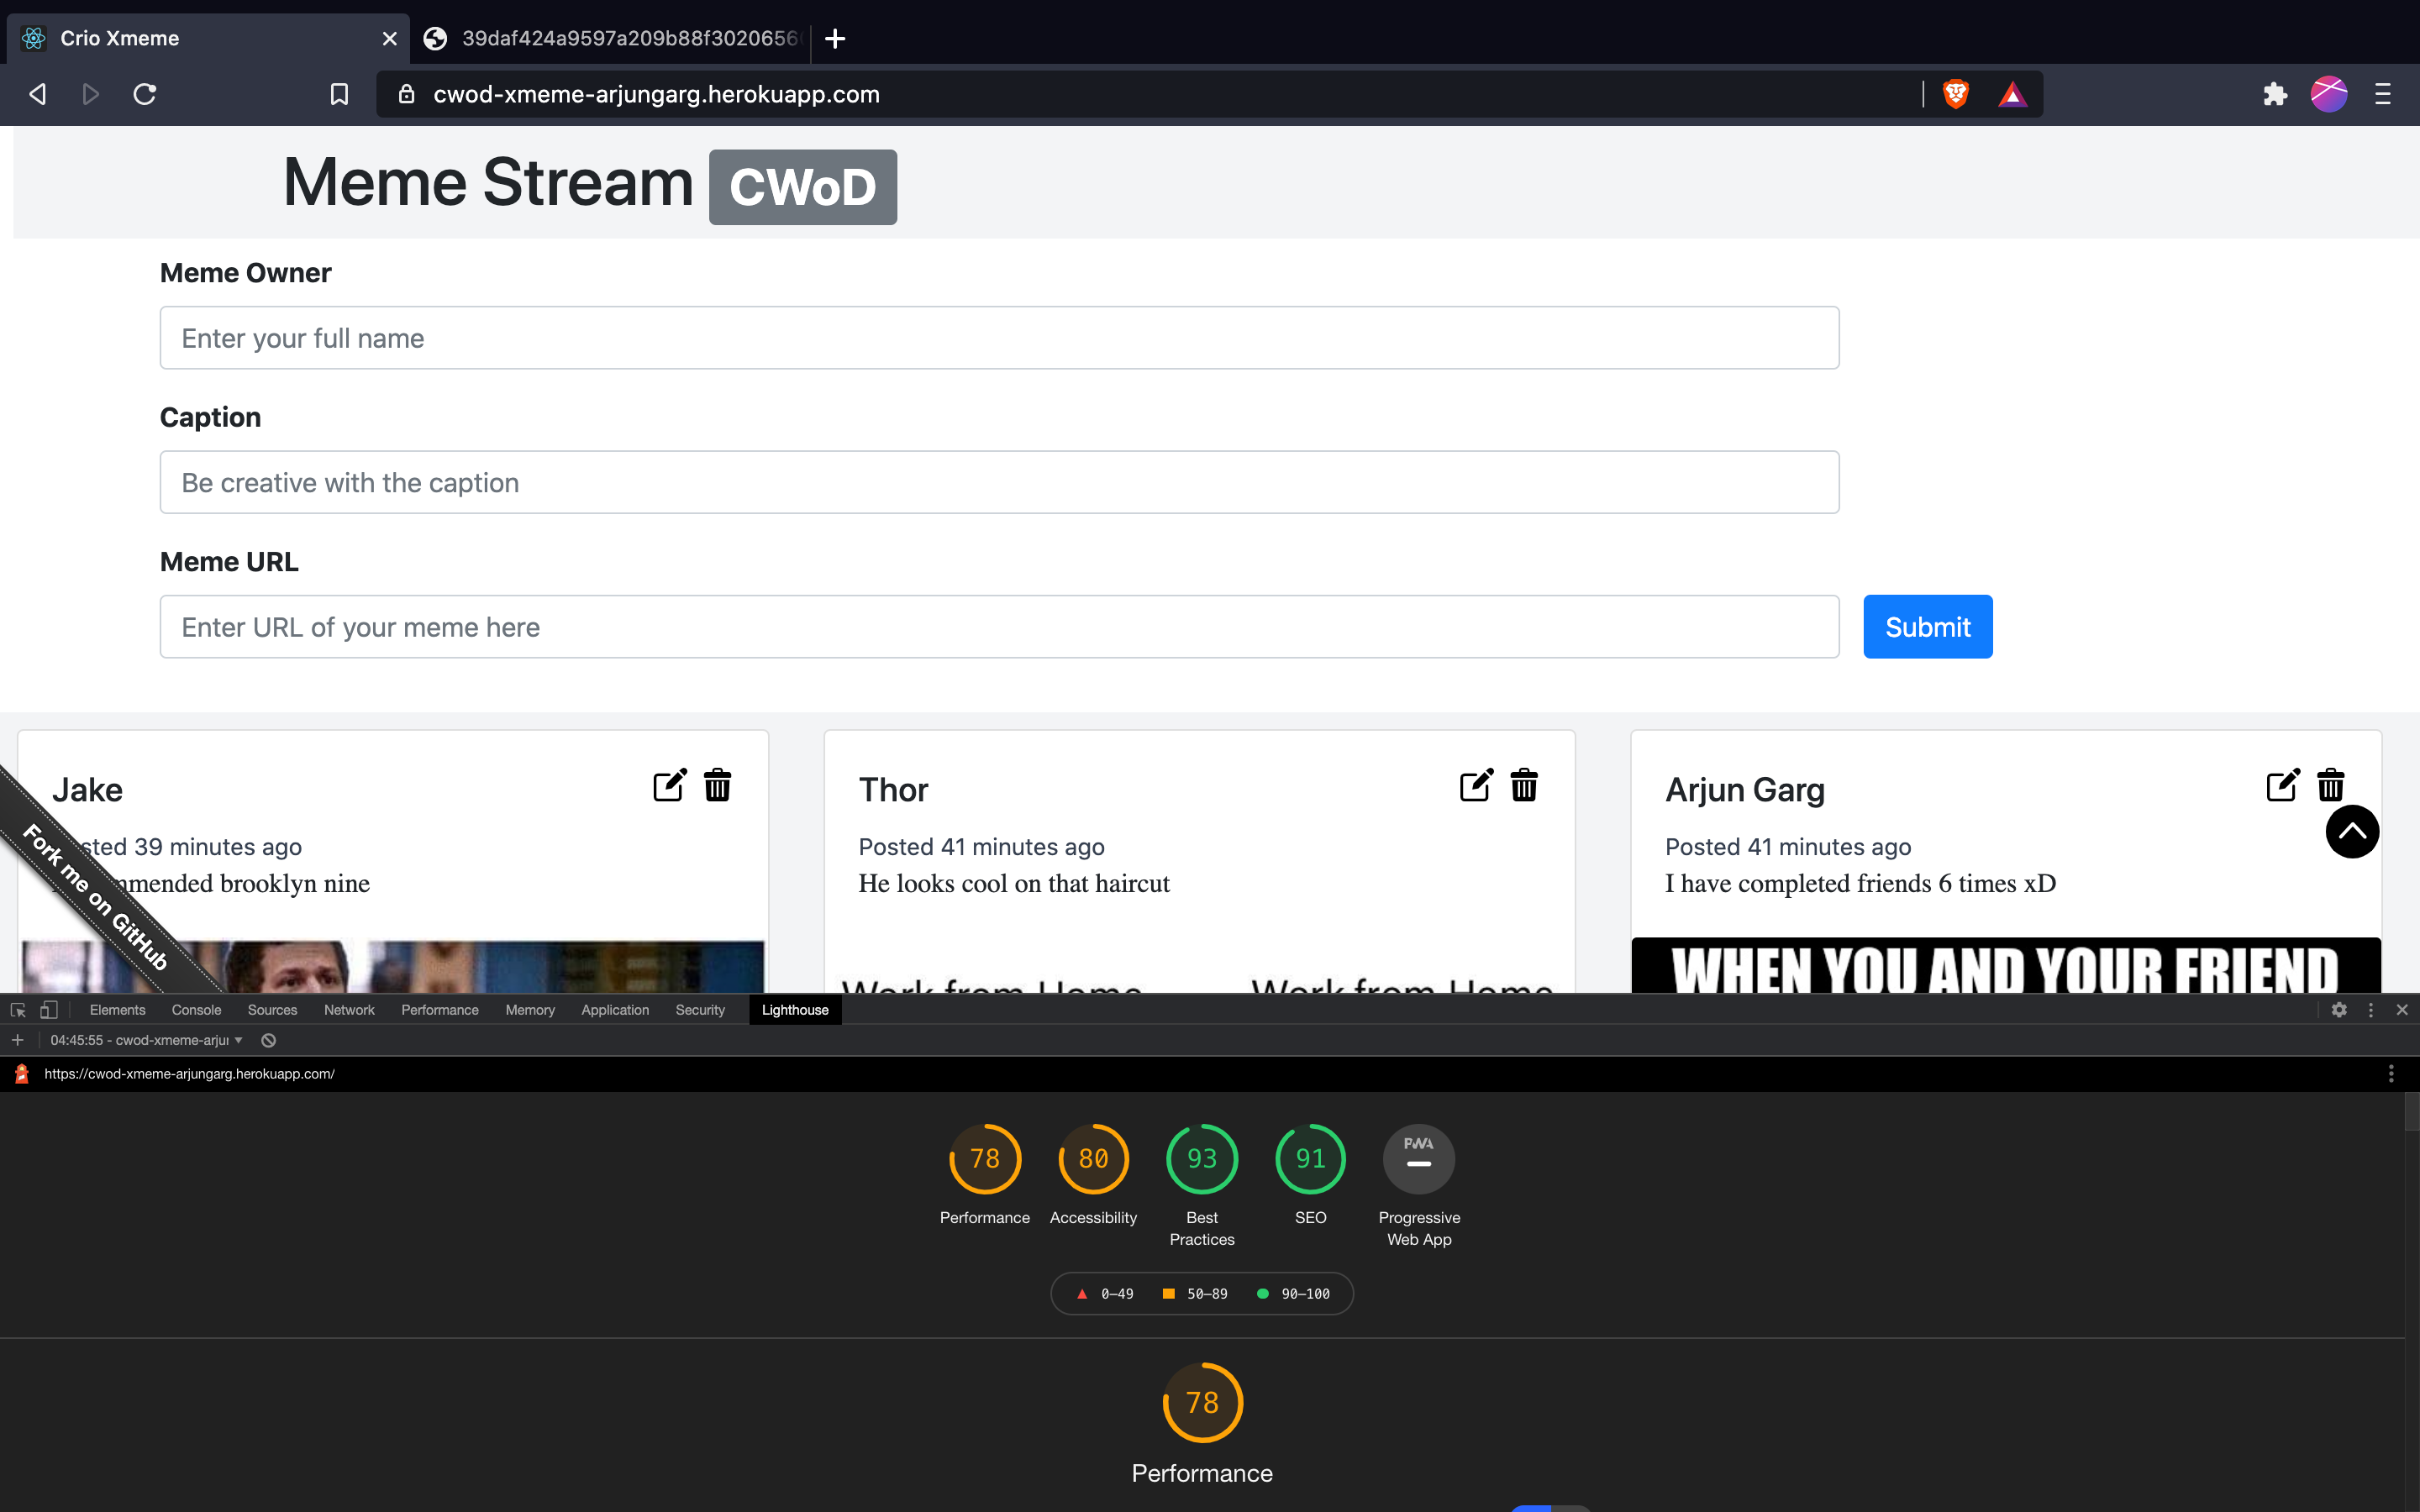 Crio Xmeme
39daf424a9597a209b88f3020656
cwod-xmeme-arjungarg.herokuapp.com
Meme Stream CWoD
Meme Owner
Enter your full name
Caption
Be creative with the caption
Meme URL
Enter URL of your meme here
Submit
Jake
sted 39 minutes ago
mmended brooklyn nine
Fork me on GitHub
Thor
Posted 41 minutes ago
He looks cool on that haircut
Work from Home Work from Home
Arjun Garg
Posted 41 minutes ago
I have completed friends 6 times xD
WHEN YOU AND YOUR FRIEND
Elements Console Sources Network Performance Memory Application Security Lighthouse
04:45:55 - cwod-xmeme-arju
https://cwod-xmeme-arjungarg.herokuapp.com/
78 80 93 91 PWA
Performance Accessibility Best Practices SEO Progressive Web App
0–49 50–89 90–100
78
Performance